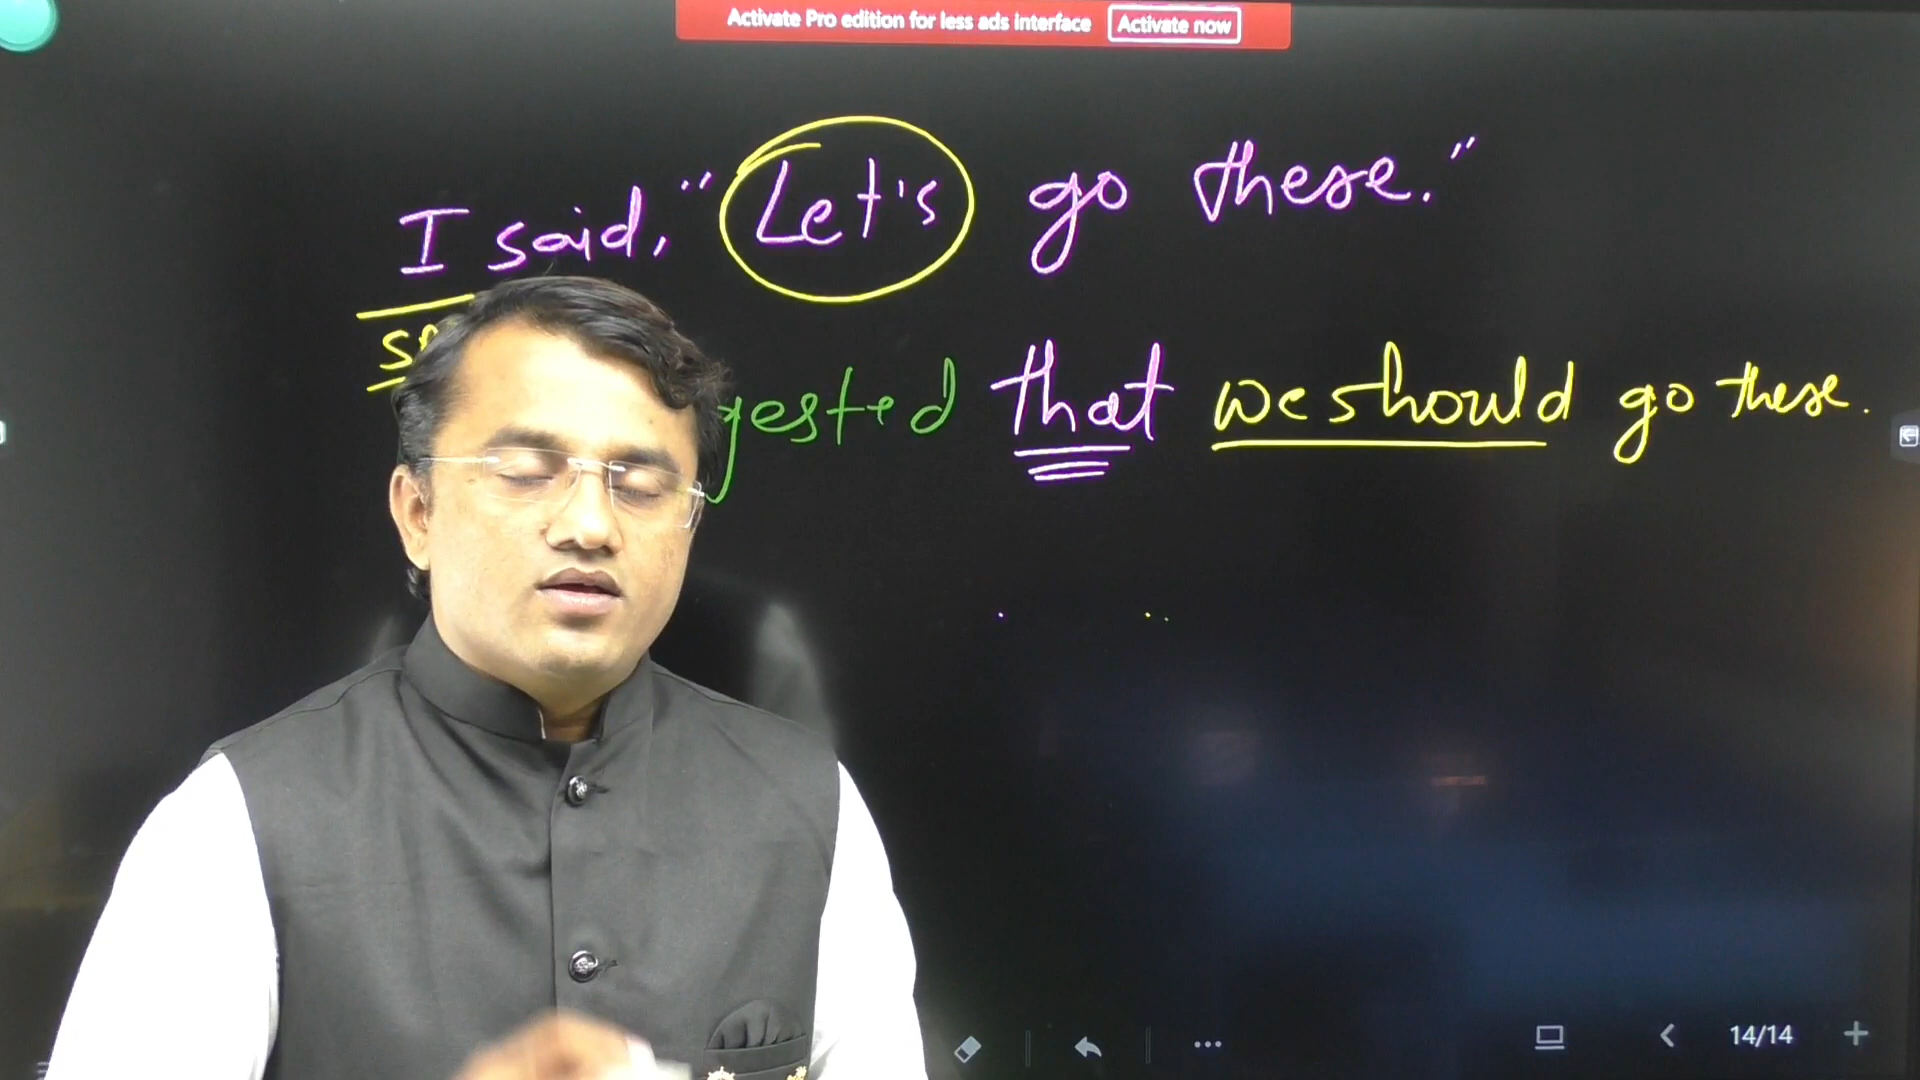 Activate Pro edition for less ads interface Activate now
I said, "Let's go there."
gested that we should go there.
14/14